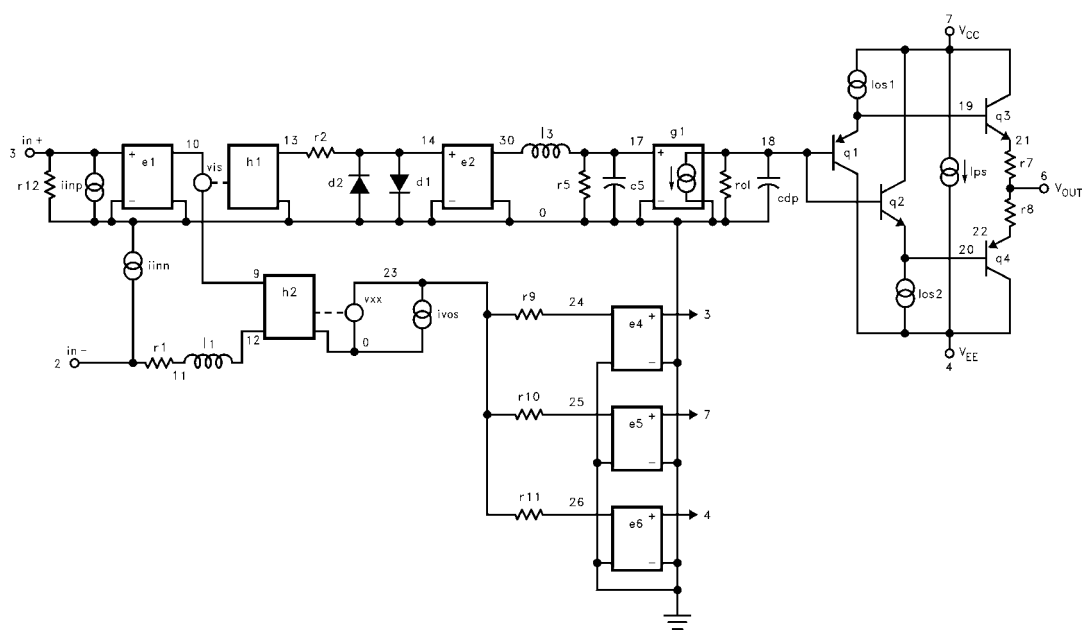 7
VCC
Ios1
19 q3
in+
3
r12
iinp
+ e1 −
10
vis
h1
13 r2
d2
d1
14
+ e2 −
30 l3
r5
c5
17
g1
+ −
rol
18
cdp
q1
q2
Ips
21
r7
6
VOUT
r8
22
20
q4
Ios2
0
iinn
9
h2
12
23
vxx
ivos
0
in−
2
r1
11
l1
VEE
4
r9 24
e4 + −
3
r10 25
e5 + −
7
r11 26
e6 + −
4